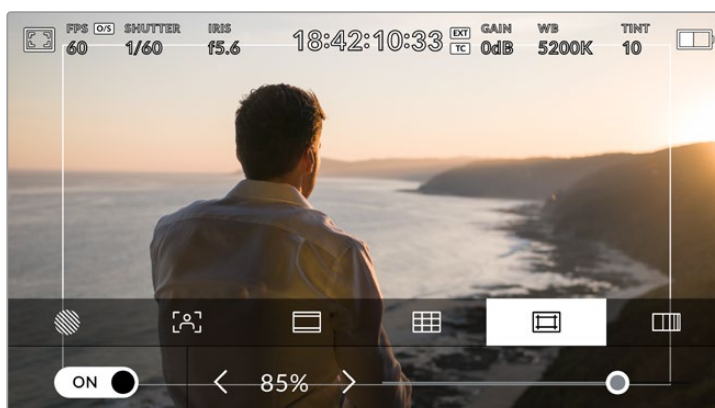 FPS O/S SHUTTER IRIS 18:42:10:33 EXT GAIN WB TINT
60 1/60 f5.6 TC 0dB 5200K 10
ON 85%